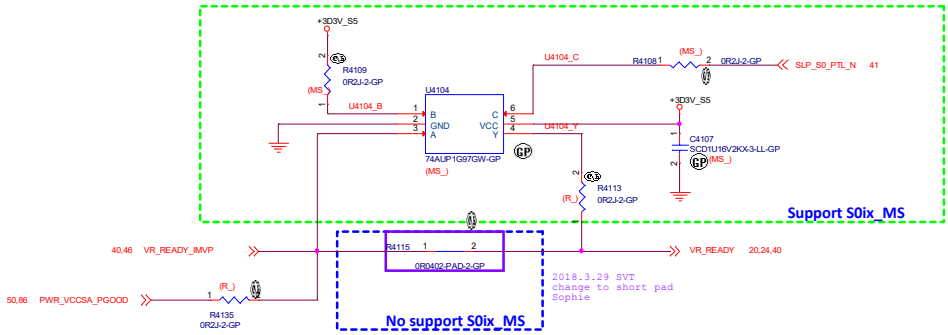 +3D3V_S5
2
R4109
0R2J-2-GP
(MS_)
1
U4104_B
U4104
1 B
2 GND
3 A
C 6
VCC 5
Y 4
74AUP1G97GW-GP
(MS_)
GP
U4104_C
U4104_Y
R4108 1
(MS_)
2 0R2J-2-GP
SLP_S0_PTL_N 41
+3D3V_S5
1
C4107
SCD1U16V2KX-3-LL-GP
GP (MS_)
2
2
R4113
(R_)
0R2J-2-GP
1
Support S0ix_MS
40,46 VR_READY_IMVP
R4115 1 2
0R0402-PAD-2-GP
VR_READY 20,24,40
2018.3.29 SVT
change to short pad
Sophie
50,86 PWR_VCCSA_PGOOD
1 (R_) 2
R4135
0R2J-2-GP
No support S0ix_MS